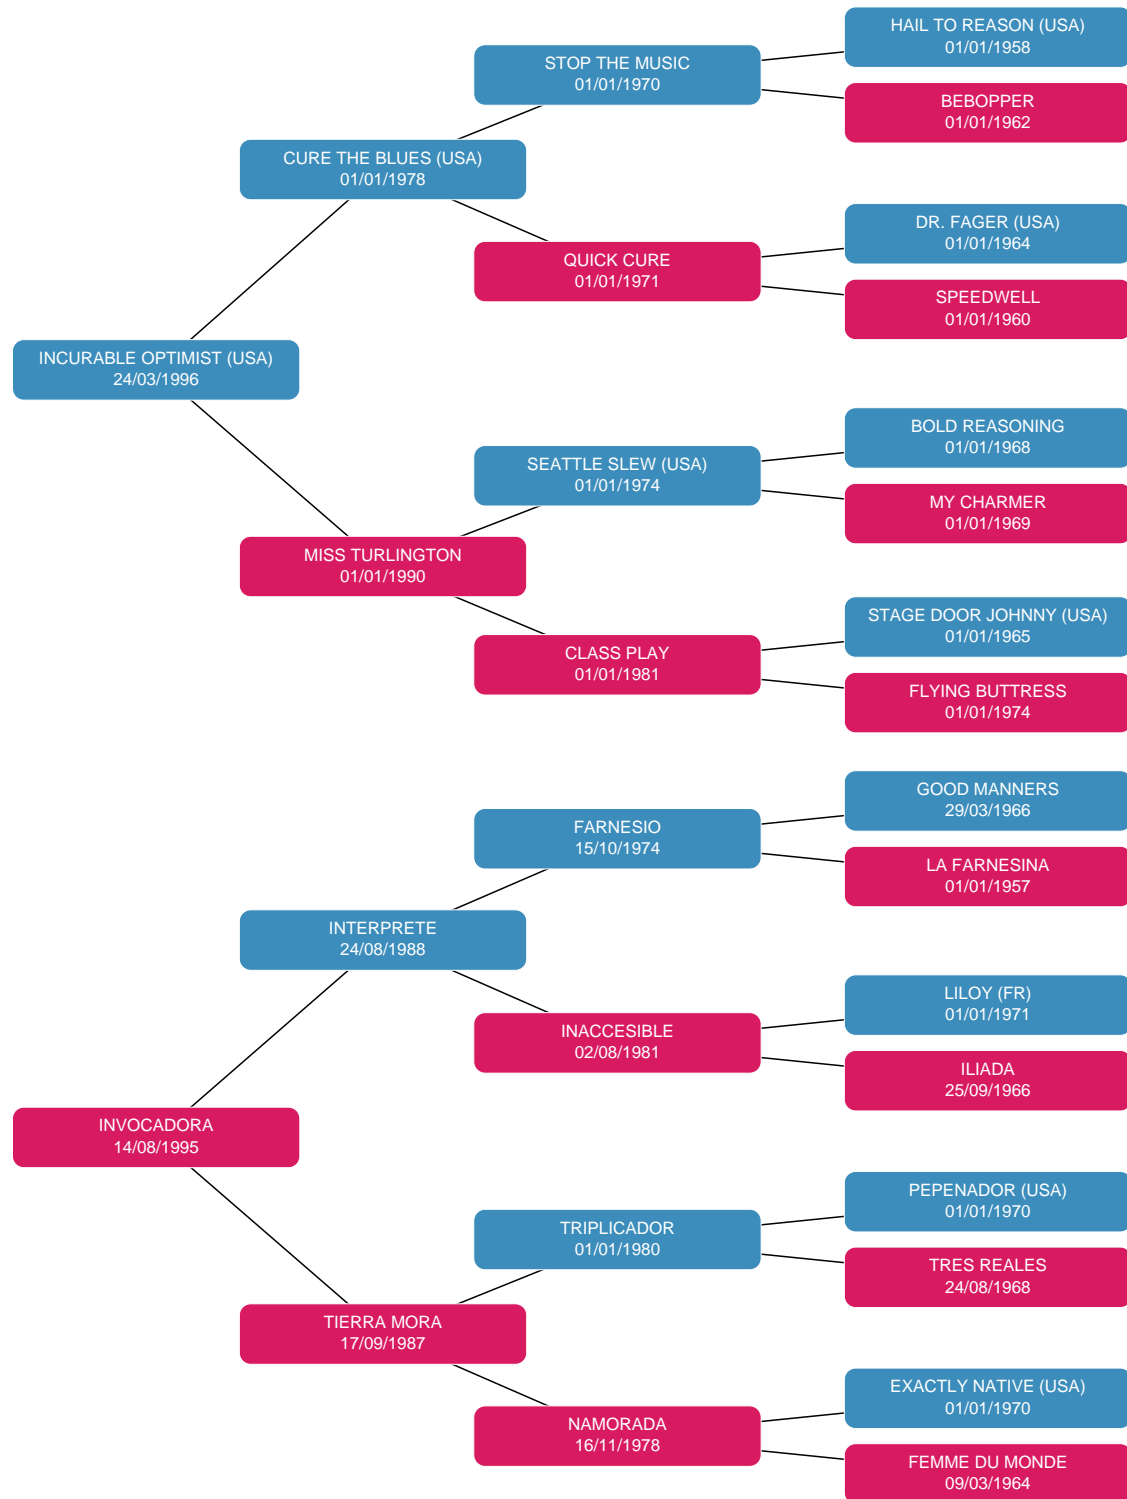 HAIL TO REASON (USA)
01/01/1958
STOP THE MUSIC
01/01/1970
BEBOPPER
01/01/1962
CURE THE BLUES (USA)
01/01/1978
DR. FAGER (USA)
01/01/1964
QUICK CURE
01/01/1971
SPEEDWELL
01/01/1960
INCURABLE OPTIMIST (USA)
24/03/1996
BOLD REASONING
01/01/1968
SEATTLE SLEW (USA)
01/01/1974
MY CHARMER
01/01/1969
MISS TURLINGTON
01/01/1990
STAGE DOOR JOHNNY (USA)
01/01/1965
CLASS PLAY
01/01/1981
FLYING BUTTRESS
01/01/1974
GOOD MANNERS
29/03/1966
FARNESIO
15/10/1974
LA FARNESINA
01/01/1957
INTERPRETE
24/08/1988
LILOY (FR)
01/01/1971
INACCESIBLE
02/08/1981
ILIADA
25/09/1966
INVOCADORA
14/08/1995
PEPENADOR (USA)
01/01/1970
TRIPLICADOR
01/01/1980
TRES REALES
24/08/1968
TIERRA MORA
17/09/1987
EXACTLY NATIVE (USA)
01/01/1970
NAMORADA
16/11/1978
FEMME DU MONDE
09/03/1964